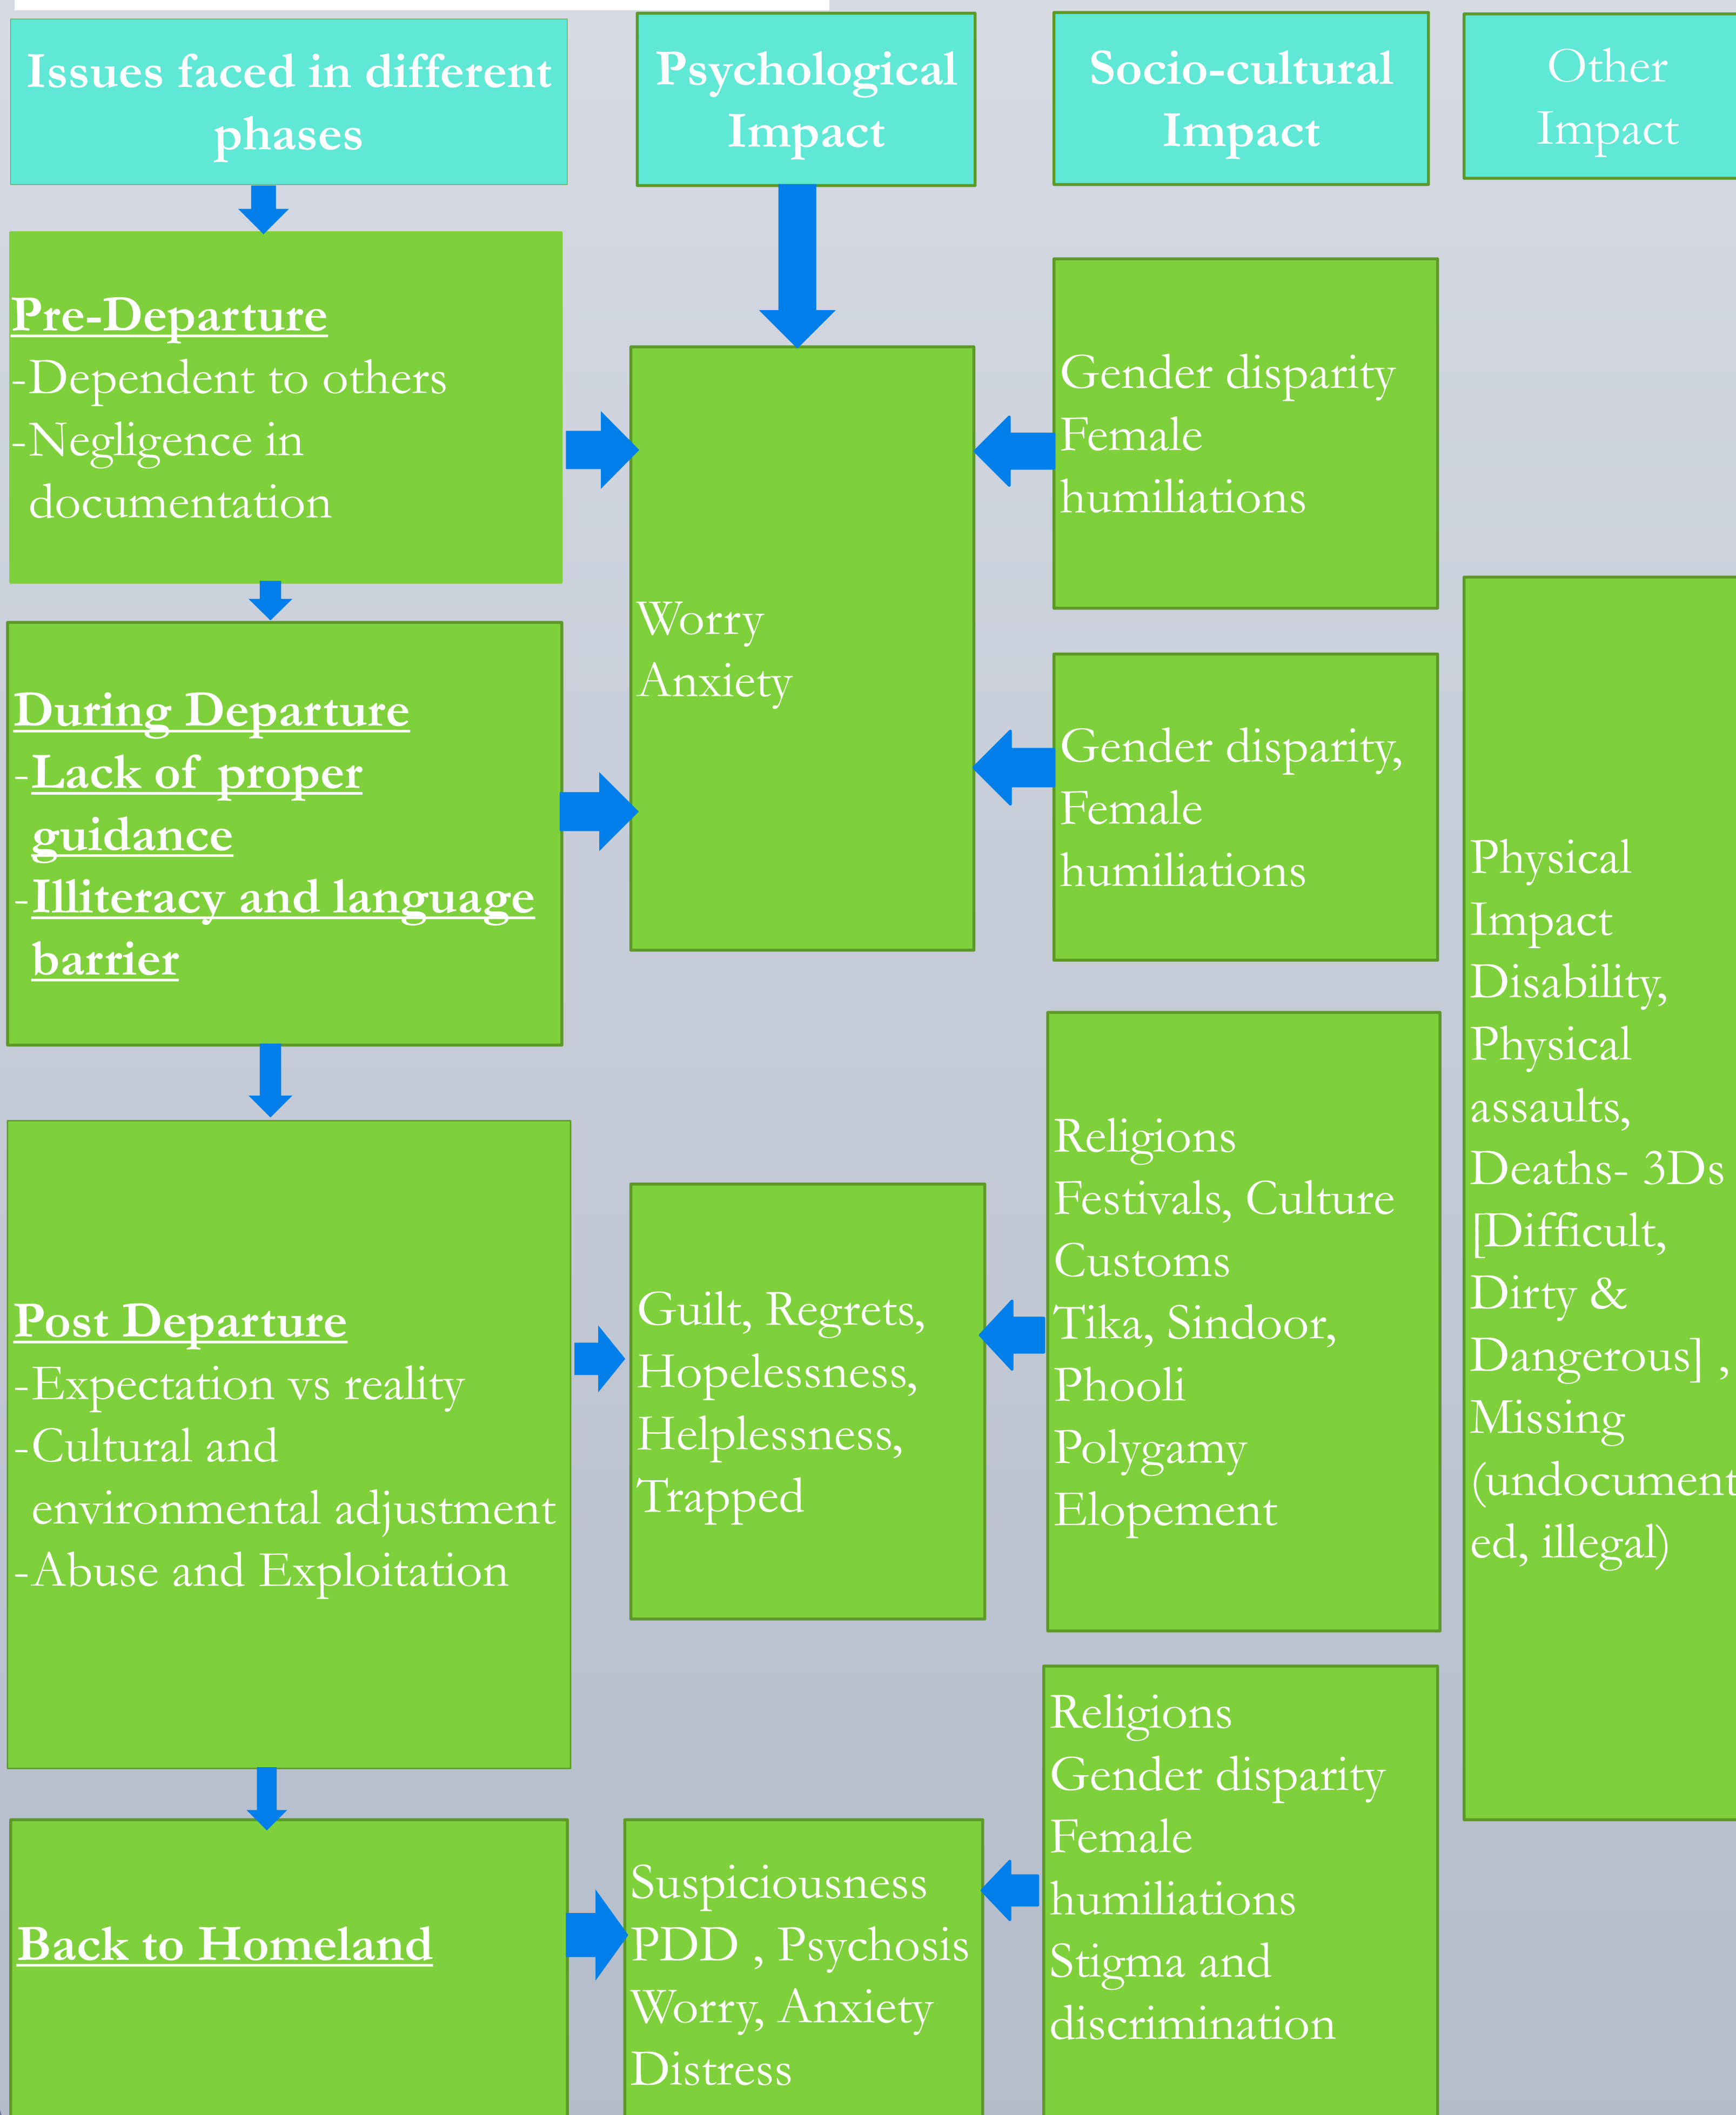 Issues faced in different
phases
Psychological
Impact
Socio-cultural
Impact
Other
Impact
Pre-Departure
-Dependent to others
-Negligence in
documentation
Worry
Anxiety
Gender disparity
Female
humiliations
During Departure
-Lack of proper
guidance
-Illiteracy and language
barrier
Gender disparity,
Female
humiliations
Physical
Impact
Disability,
Physical
assaults,
Deaths- 3Ds
[Difficult,
Dirty &
Dangerous] ,
Missing
(undocument
ed, illegal)
Post Departure
-Expectation vs reality
-Cultural and
environmental adjustment
-Abuse and Exploitation
Guilt, Regrets,
Hopelessness,
Helplessness,
Trapped
Religions
Festivals, Culture
Customs
Tika, Sindoor,
Phooli
Polygamy
Elopement
Back to Homeland
Suspiciousness
PDD , Psychosis
Worry, Anxiety
Distress
Religions
Gender disparity
Female
humiliations
Stigma and
discrimination